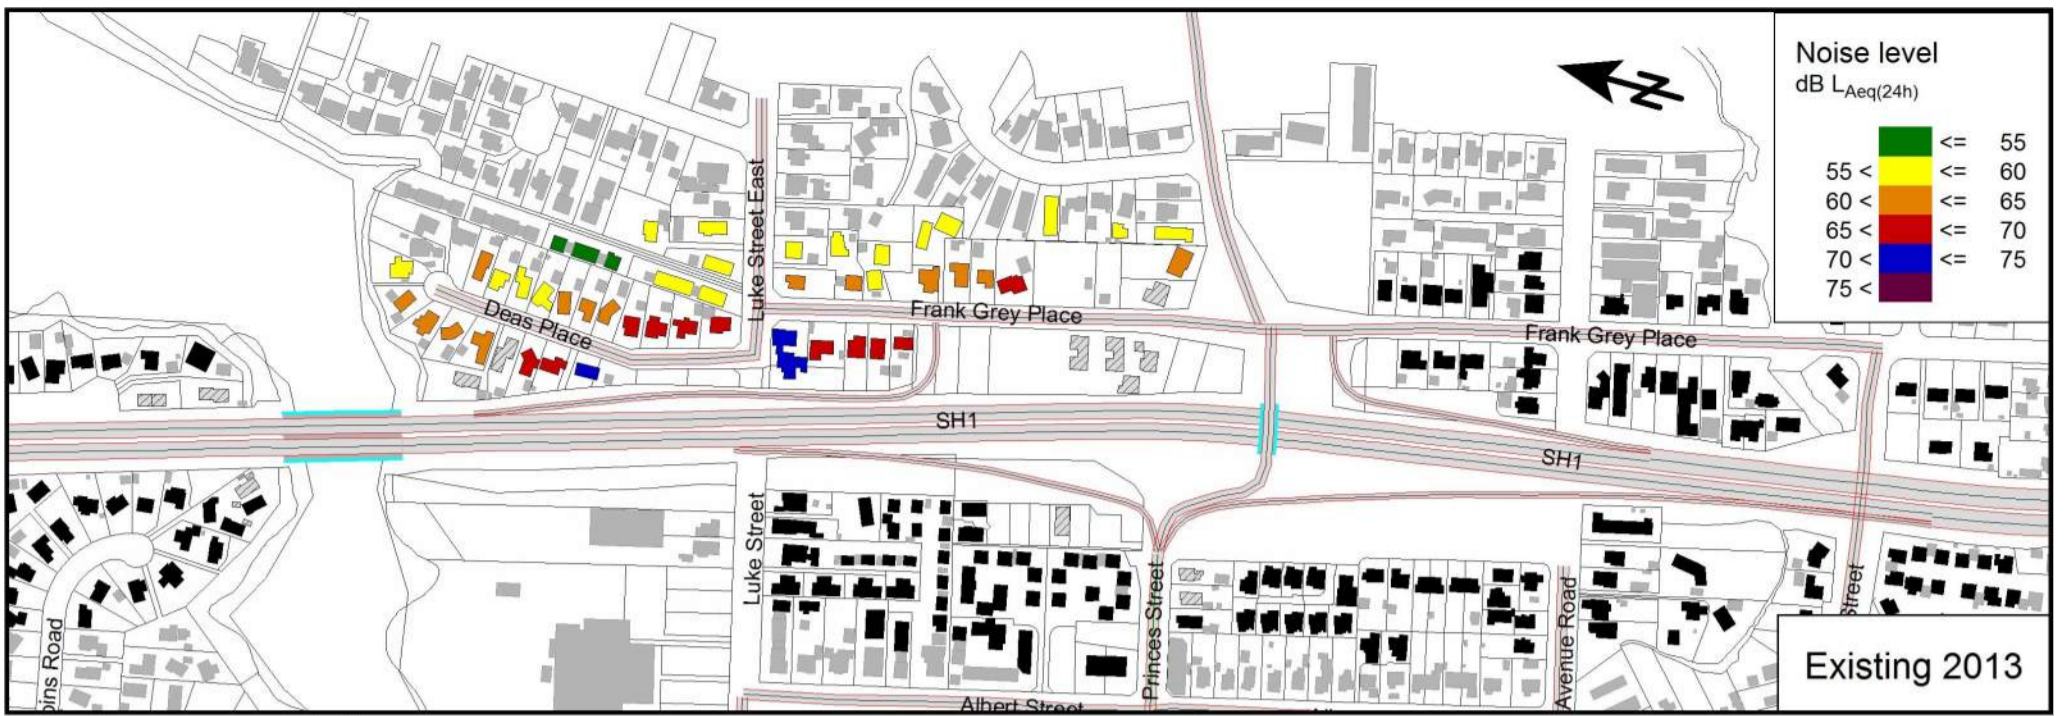 Noise level
dB LAeq(24h)
<= 55
55 < <= 60
60 < <= 65
65 < <= 70
70 < <= 75
75 <
N
Luke Street East
Deas Place
Frank Grey Place
Frank Grey Place
SH1
SH1
Luke Street
Princes Street
Avenue Road
Street
oins Road
Albert Street
Existing 2013